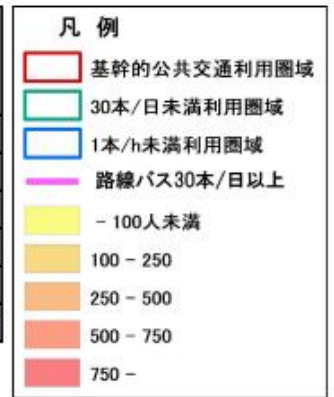 凡 例
基幹的公共交通利用圏域
30本/日未満利用圏域
1本/h未満利用圏域
路線バス30本/日以上
- 100人未満
100 - 250
250 - 500
500 - 750
750 -